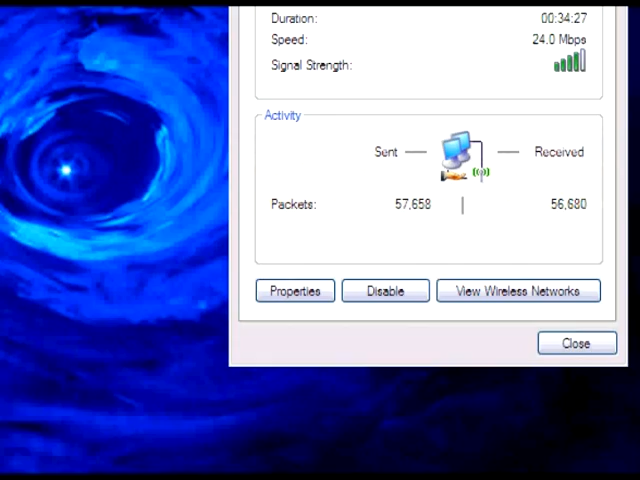 Duration: 00:34:27
Speed: 24.0 Mbps
Signal Strength:
Activity
Sent Received
Packets: 57,658 56,680
Properties Disable View Wireless Networks
Close